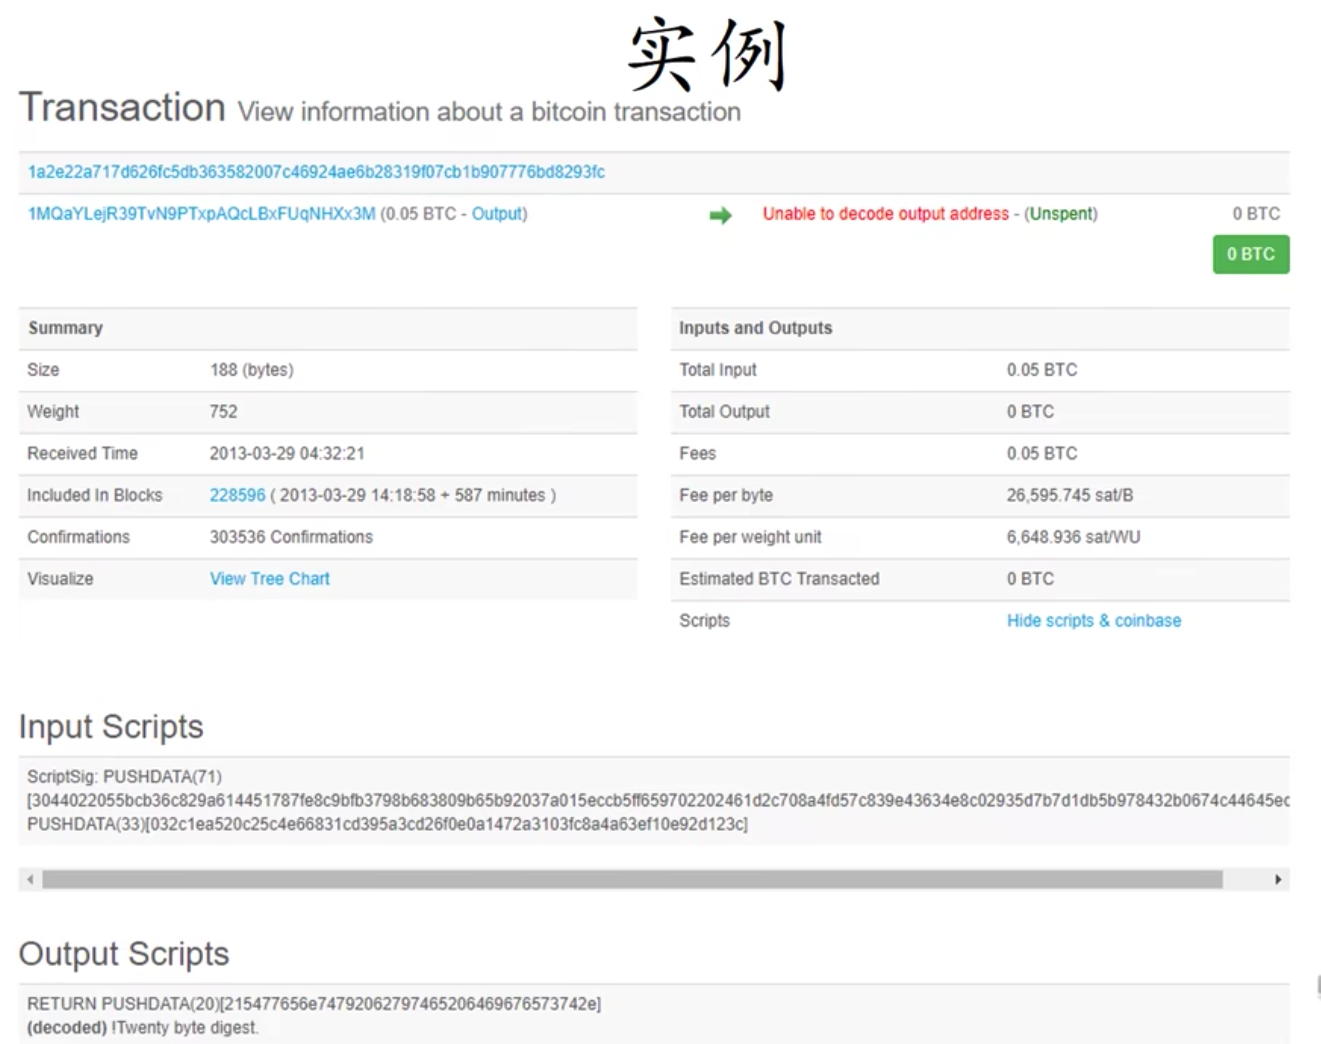 实例
Transaction View information about a bitcoin transaction
1a2e22a717d626fc5db363582007c46924ae6b28319f07cb1b907776bd8293fc
1MQaYLejR39TvN9PTxpAQcLBxFUqNHXx3M (0.05 BTC - Output) Unable to decode output address - (Unspent) 0 BTC
0 BTC
Summary
Size 188 (bytes)
Weight 752
Received Time 2013-03-29 04:32:21
Included In Blocks 228596 ( 2013-03-29 14:18:58 + 587 minutes )
Confirmations 303536 Confirmations
Visualize View Tree Chart
Inputs and Outputs
Total Input 0.05 BTC
Total Output 0 BTC
Fees 0.05 BTC
Fee per byte 26,595.745 sat/B
Fee per weight unit 6,648.936 sat/WU
Estimated BTC Transacted 0 BTC
Scripts Hide scripts & coinbase
Input Scripts
ScriptSig: PUSHDATA(71)
[3044022055bcb36c829a614451787fe8c9bfb3798b683809b65b92037a015eccb5ff659702202461d2c708a4fd57c839e43634e8c02935d7b7d1db5b978432b0674c44645ec
PUSHDATA(33)[032c1ea520c25c4e66831cd395a3cd26f0e0a1472a3103fc8a4a63ef10e92d123c]
Output Scripts
RETURN PUSHDATA(20)[215477656e74792062797465206469676573742e]
(decoded) !Twenty byte digest.